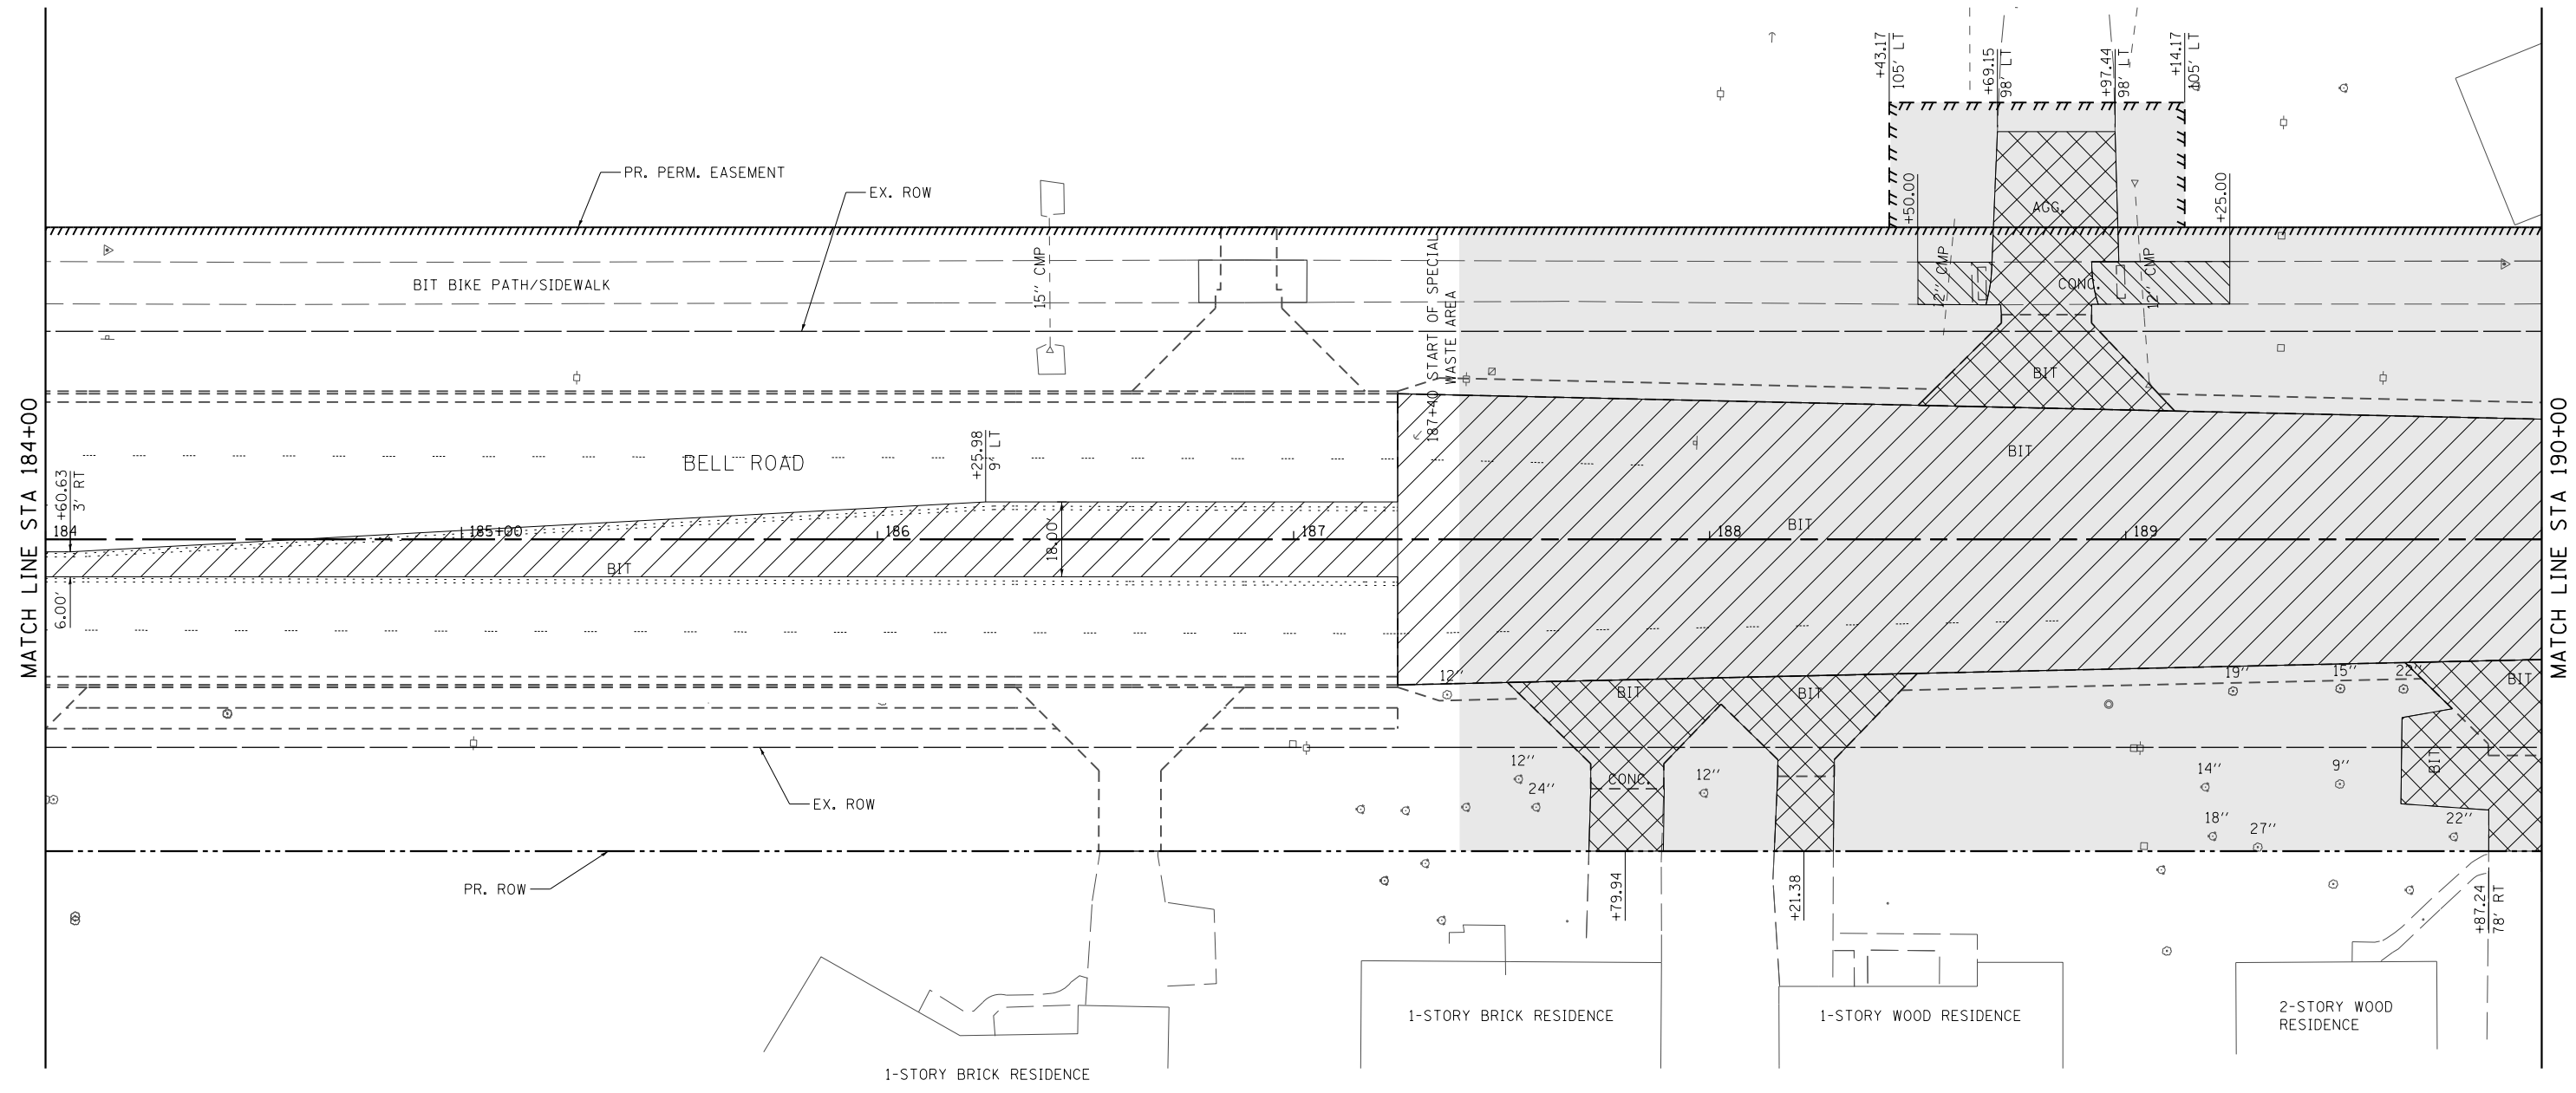 MATCH LINE STA 184+00
PR. PERM. EASEMENT
EX. ROW
BIT BIKE PATH/SIDEWALK
15'' CMP
187+40 START OF SPECIAL
WASTE AREA
+43.17
105' LT
+69.15
98' LT
+97.44
98' LT
+14.17
105' LT
+50.00
+25.00
AGG.
12'' CMP
CONC.
12'' CMP
BIT
BELL ROAD
+25.98
9' LT
+60.63
3' RT
184
185+00
186
187
188
189
18.00'
6.00'
BIT
BIT
BIT
12''
BIT
BIT
19''
15''
22''
BIT
BIT
12''
24''
CONC.
12''
14''
9''
18''
27''
22''
EX. ROW
PR. ROW
+79.94
+21.38
+87.24
78' RT
1-STORY BRICK RESIDENCE
1-STORY BRICK RESIDENCE
1-STORY WOOD RESIDENCE
2-STORY WOOD
RESIDENCE
MATCH LINE STA 190+00